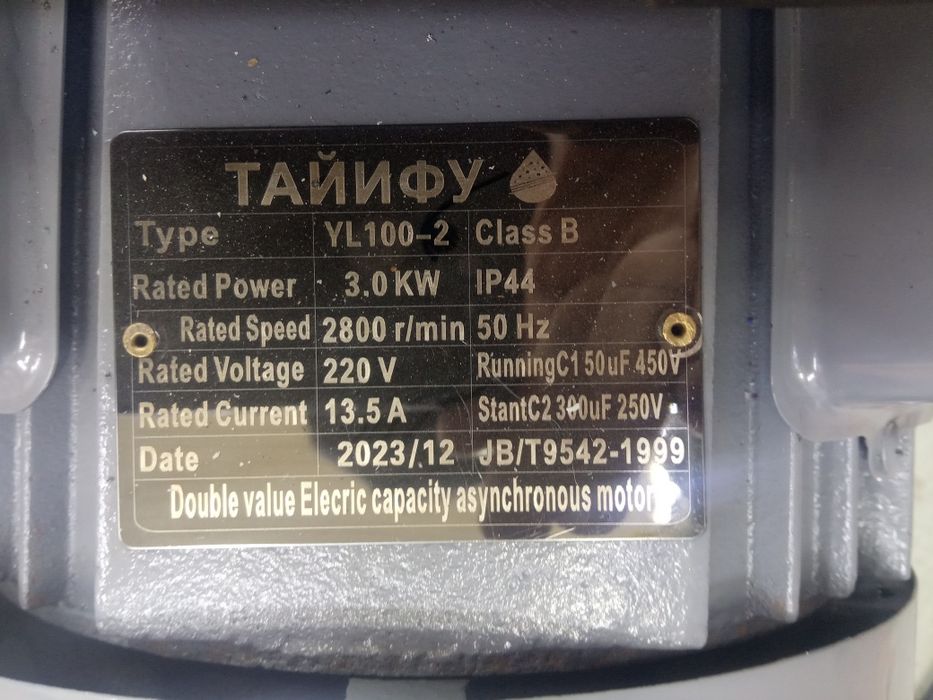 ТАЙИФУ
Type YL100-2 Class B
Rated Power 3.0 KW IP44
Rated Speed 2800 r/min 50 Hz
Rated Voltage 220 V RunningC1 50uF 450V
Rated Current 13.5 A StantC2 300uF 250V
Date 2023/12 JB/T9542-1999
Double value Elecric capacity asynchronous motor